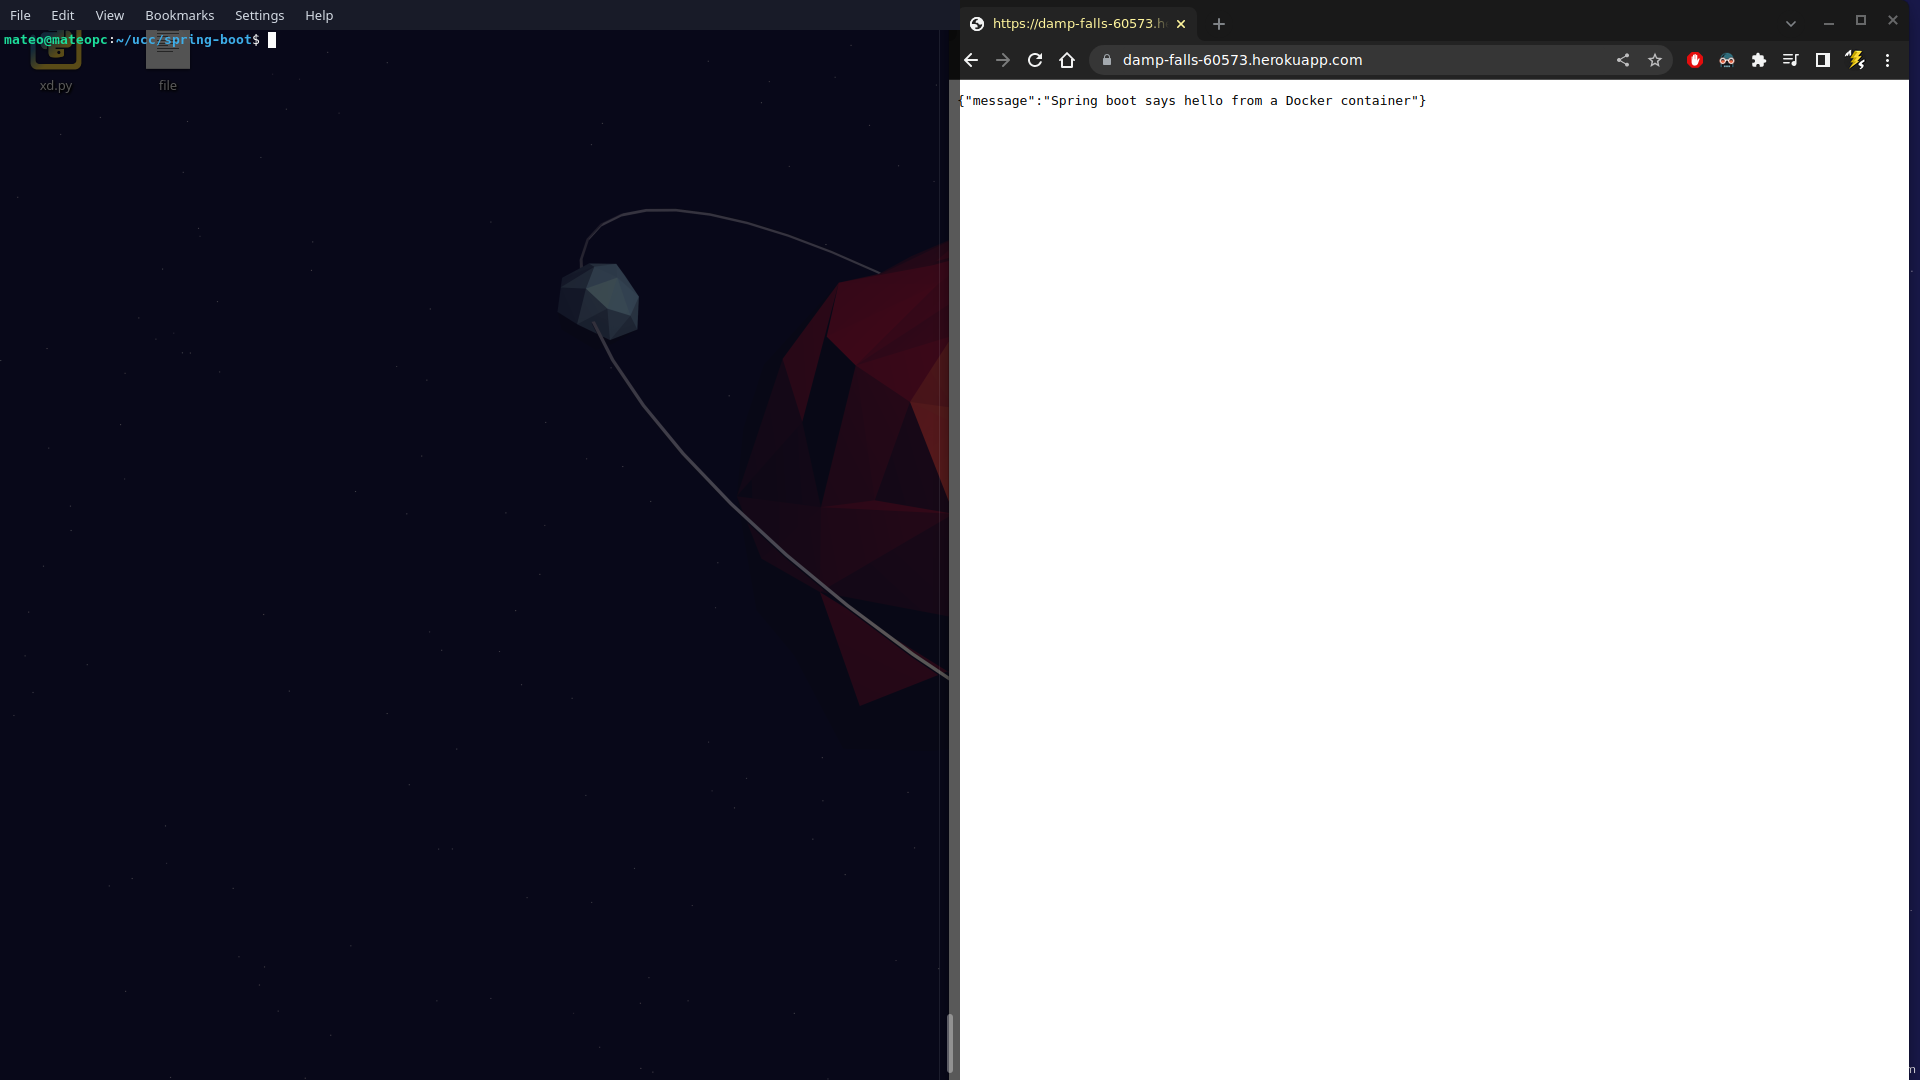 File Edit View Bookmarks Settings Help
mateo@mateopc:~/ucc/spring-boot$
xd.py file
https://damp-falls-60573.h
damp-falls-60573.herokuapp.com
{"message":"Spring boot says hello from a Docker container"}